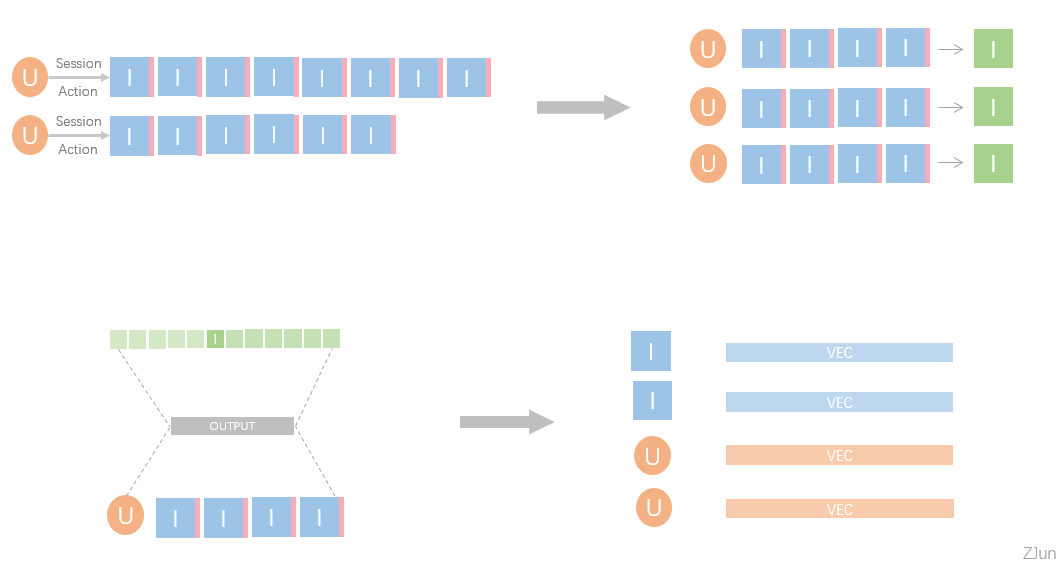 U Session Action I I I I I I I I
U Session Action I I I I I I
U I I I I I
U I I I I I
U I I I I I
I
OUTPUT
U I I I I
I VEC
I VEC
U VEC
U VEC
ZJun